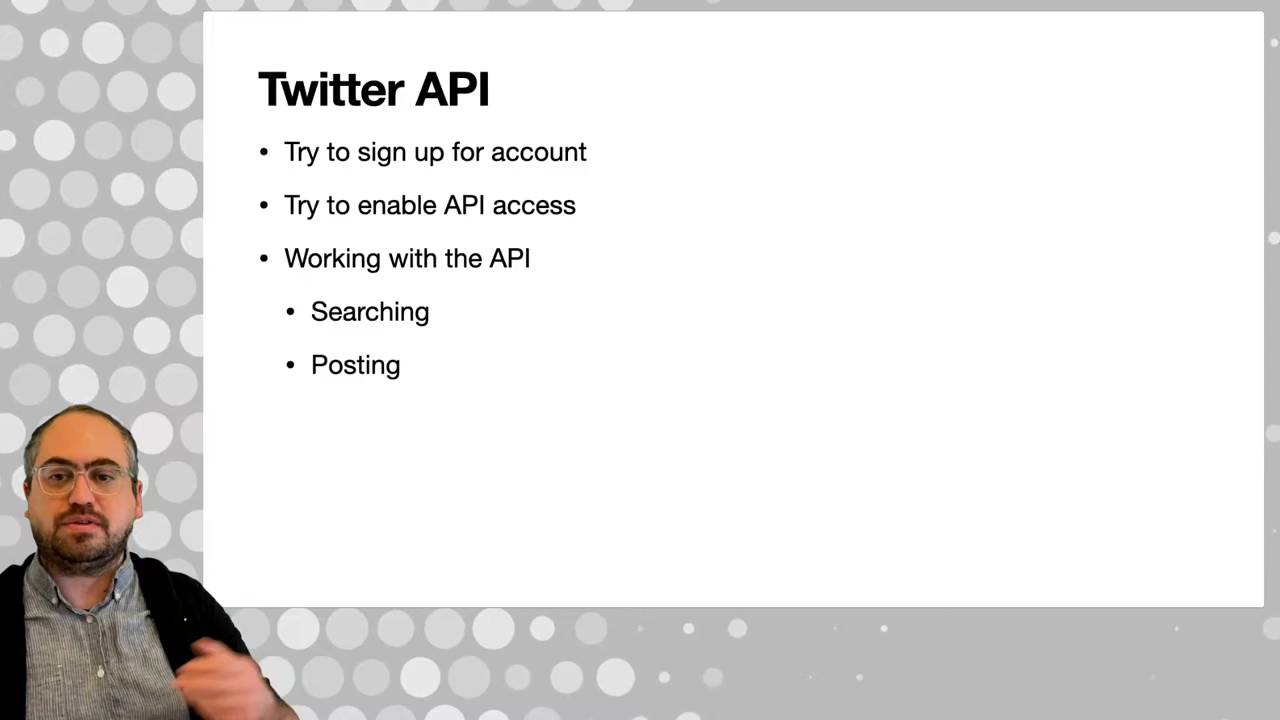 Twitter API
• Try to sign up for account
• Try to enable API access
• Working with the API
• Searching
• Posting